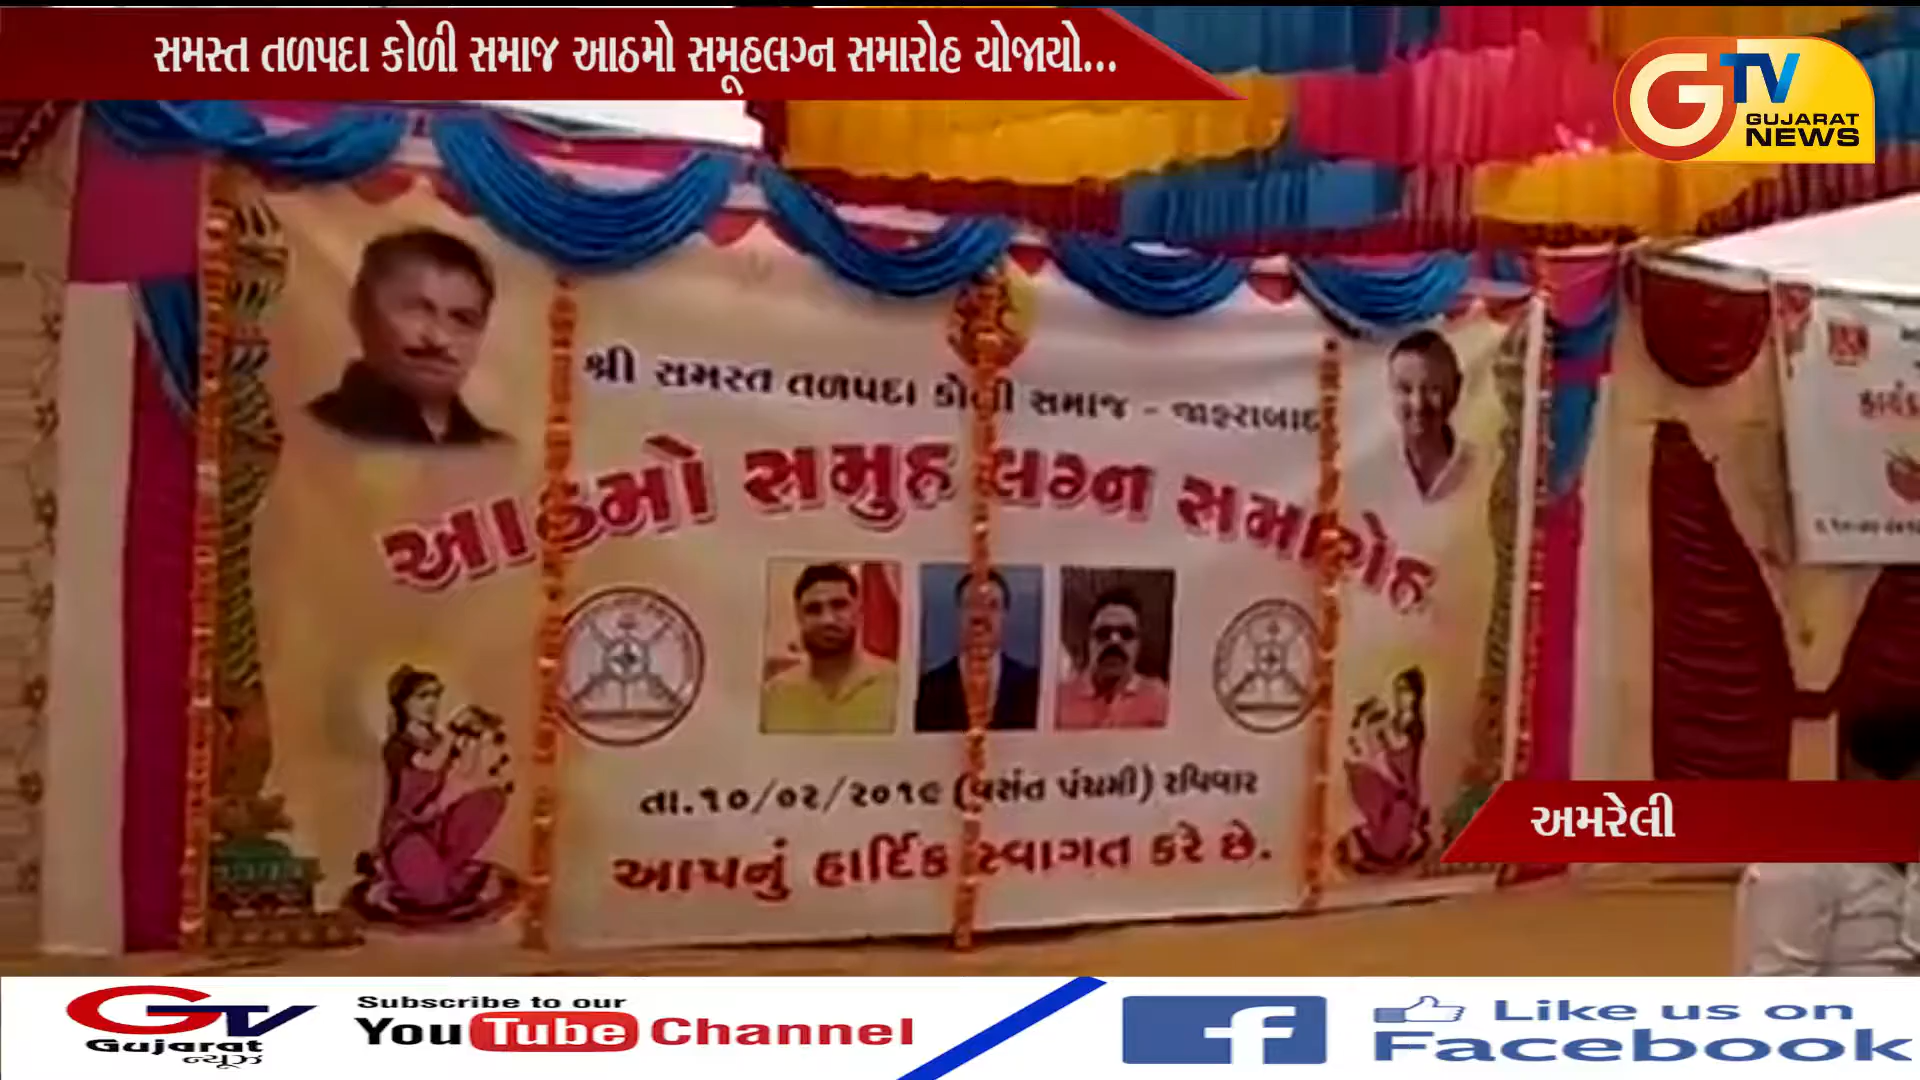 સમસ્ત તળપદા કોળી સમાજ આઠમો સમૂહલગ્ન સમારોહ યોજાયો...
GTV
GUJARAT
NEWS
શ્રી સમસ્ત તળપદા કોળી સમાજ - જાફરાબાદ
આઠમો સમુહ લગ્ન સમારોહ
તા.૧૦/૦૨/૨૦૧૯ (વસંત પંચમી) રવિવાર
આપનું હાર્દિક સ્વાગત કરે છે.
અમરેલી
GTV
Gujarat
ન્યૂઝ
Subscribe to our
YouTube Channel
f
Like us on
Facebook